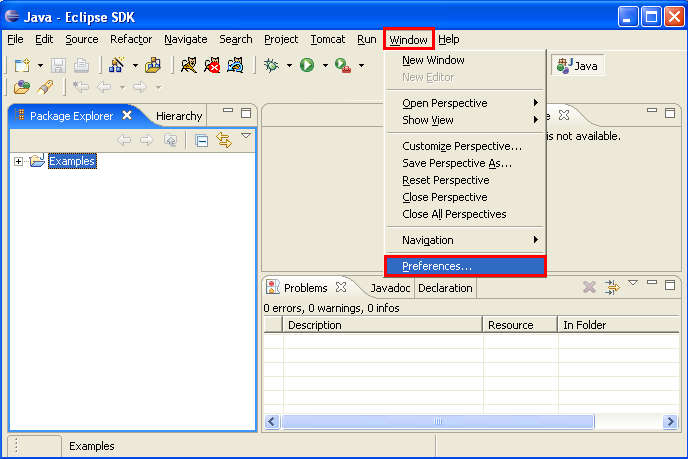 Java - Eclipse SDK
File Edit Source Refactor Navigate Search Project Tomcat Run Window Help
Java
Package Explorer Hierarchy
Examples
New Window
New Editor
Open Perspective
Show View
Customize Perspective...
Save Perspective As...
Reset Perspective
Close Perspective
Close All Perspectives
Navigation
Preferences...
is not available.
Problems Javadoc Declaration
0 errors, 0 warnings, 0 infos
Description Resource In Folder
Examples